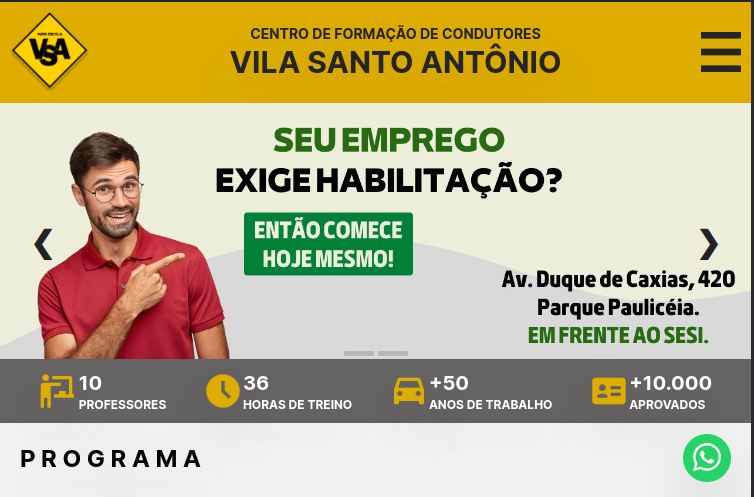 AUTO ESCOLA
VSA
CENTRO DE FORMAÇÃO DE CONDUTORES
VILA SANTO ANTÔNIO
SEU EMPREGO
EXIGE HABILITAÇÃO?
ENTÃO COMECE
HOJE MESMO!
Av. Duque de Caxias, 420
Parque Paulicéia.
EM FRENTE AO SESI.
10
PROFESSORES
36
HORAS DE TREINO
+50
ANOS DE TRABALHO
+10.000
APROVADOS
PROGRAMA